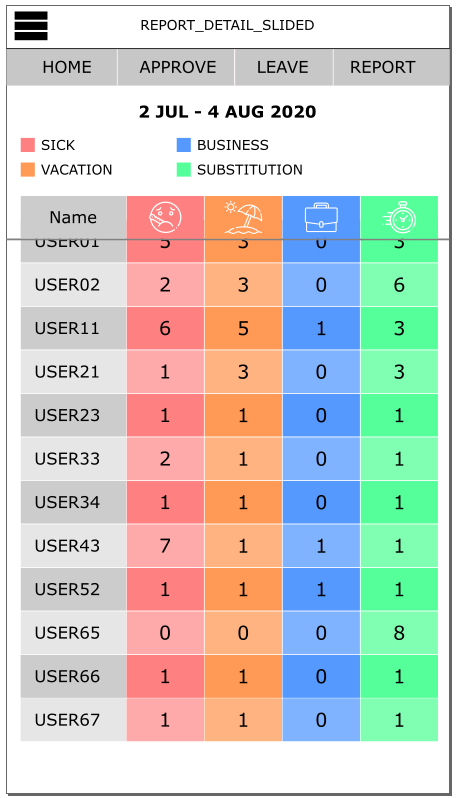 REPORT_DETAIL_SLIDED
HOME APPROVE LEAVE REPORT
2 JUL - 4 AUG 2020
SICK BUSINESS
VACATION SUBSTITUTION
Name
USER01 5 3 0 3
USER02 2 3 0 6
USER11 6 5 1 3
USER21 1 3 0 3
USER23 1 1 0 1
USER33 2 1 0 1
USER34 1 1 0 1
USER43 7 1 1 1
USER52 1 1 1 1
USER65 0 0 0 8
USER66 1 1 0 1
USER67 1 1 0 1